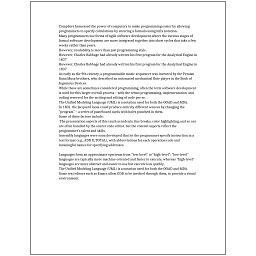 Compilers harnessed the power of computers to make programming easier by allowing
programmers to specify calculations by entering a formula using infix notation.
Many programmers use forms of Agile software development where the various stages of
formal software development are more integrated together into short cycles that take a few
weeks rather than years.
However, readability is more than just programming style.
However, Charles Babbage had already written his first program for the Analytical Engine in
1837.
However, Charles Babbage had already written his first program for the Analytical Engine in
1837.
As early as the 9th century, a programmable music sequencer was invented by the Persian
Banu Musa brothers, who described an automated mechanical flute player in the Book of
Ingenious Devices.
While these are sometimes considered programming, often the term software development
is used for this larger overall process – with the terms programming, implementation, and
coding reserved for the writing and editing of code per se.
The Unified Modeling Language (UML) is a notation used for both the OOAD and MDA.
In 1801, the Jacquard loom could produce entirely different weaves by changing the
"program" – a series of pasteboard cards with holes punched in them.
Some of these factors include:
The presentation aspects of this (such as indents, line breaks, color highlighting, and so on)
are often handled by the source code editor, but the content aspects reflect the
programmer's talent and skills.
Assembly languages were soon developed that let the programmer specify instruction in a
text format (e.g., ADD X, TOTAL), with abbreviations for each operation code and
meaningful names for specifying addresses.
Languages form an approximate spectrum from "low-level" to "high-level"; "low-level"
languages are typically more machine-oriented and faster to execute, whereas "high-level"
languages are more abstract and easier to use but execute less quickly.
The Unified Modeling Language (UML) is a notation used for both the OOAD and MDA.
Some text editors such as Emacs allow GDB to be invoked through them, to provide a visual
environment.